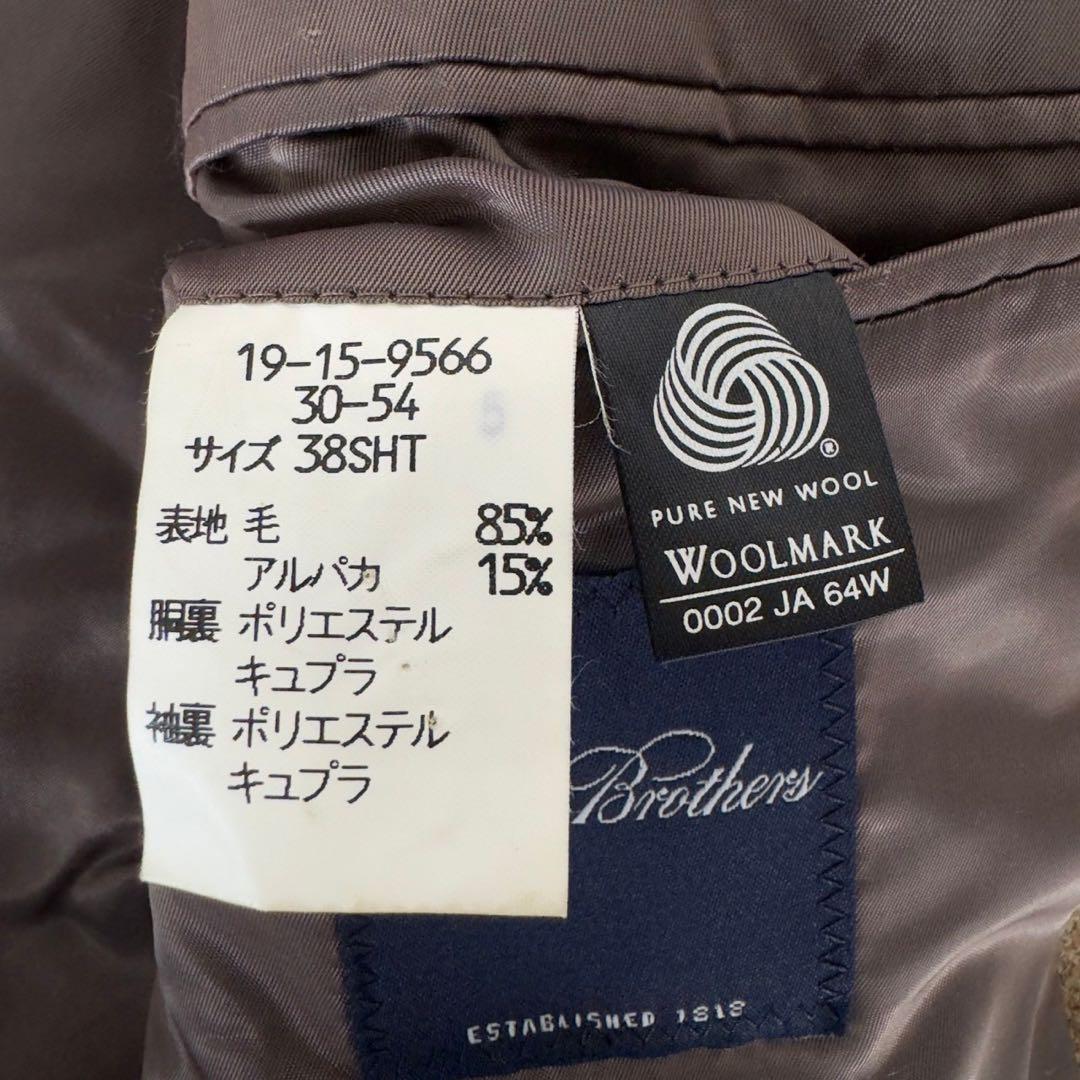 19-15-9566
30-54
サイズ 38SHT
表地 毛 85%
アルパカ 15%
胴裏 ポリエステル
キュプラ
袖裏 ポリエステル
キュプラ
®
PURE NEW WOOL
WOOLMARK
0002 JA 64W
Brothers
ESTABLISHED 1818